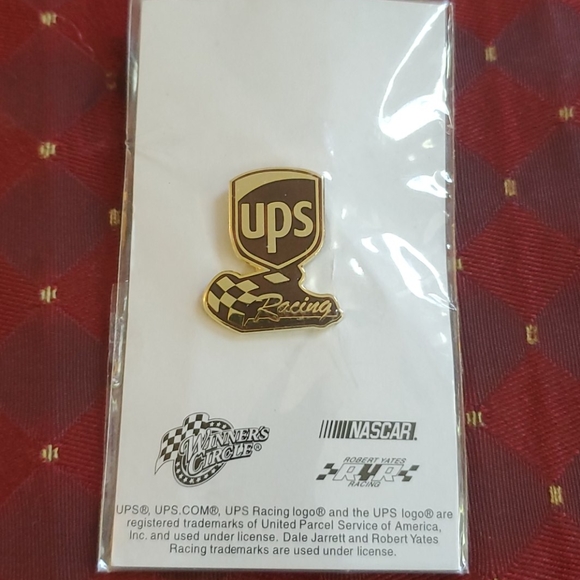 ups
Racing
WINNER'S
CIRCLE®
NASCAR.
ROBERT YATES
RYR
RACING
UPS®, UPS.COM®, UPS Racing logo® and the UPS logo® are
registered trademarks of United Parcel Service of America,
Inc. and used under license. Dale Jarrett and Robert Yates
Racing trademarks are used under license.